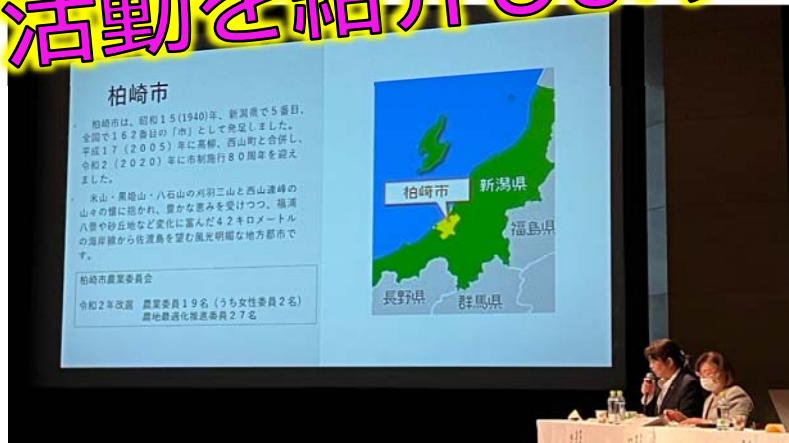 活動を紹介しました
柏崎市
柏崎市は、昭和15(1940)年、新潟県で5番目、
全国で162番目の「市」として発足しました。
平成17(2005)年に高柳、西山町と合併し、
令和2(2020)年に市制施行80周年を迎え
ました。
米山・黒姫山・八石山の刈羽三山と西山連峰の
山々の懐に抱かれ、豊かな恵みを受けつつ、福浦
八景や砂丘地など変化に富んだ42キロメートル
の海岸線から佐渡島を望む風光明媚な地方都市で
す。
柏崎市農業委員会
令和2年改選 農業委員19名(うち女性委員2名)
農地最適化推進委員27名
柏崎市
新潟県
福島県
長野県
群馬県